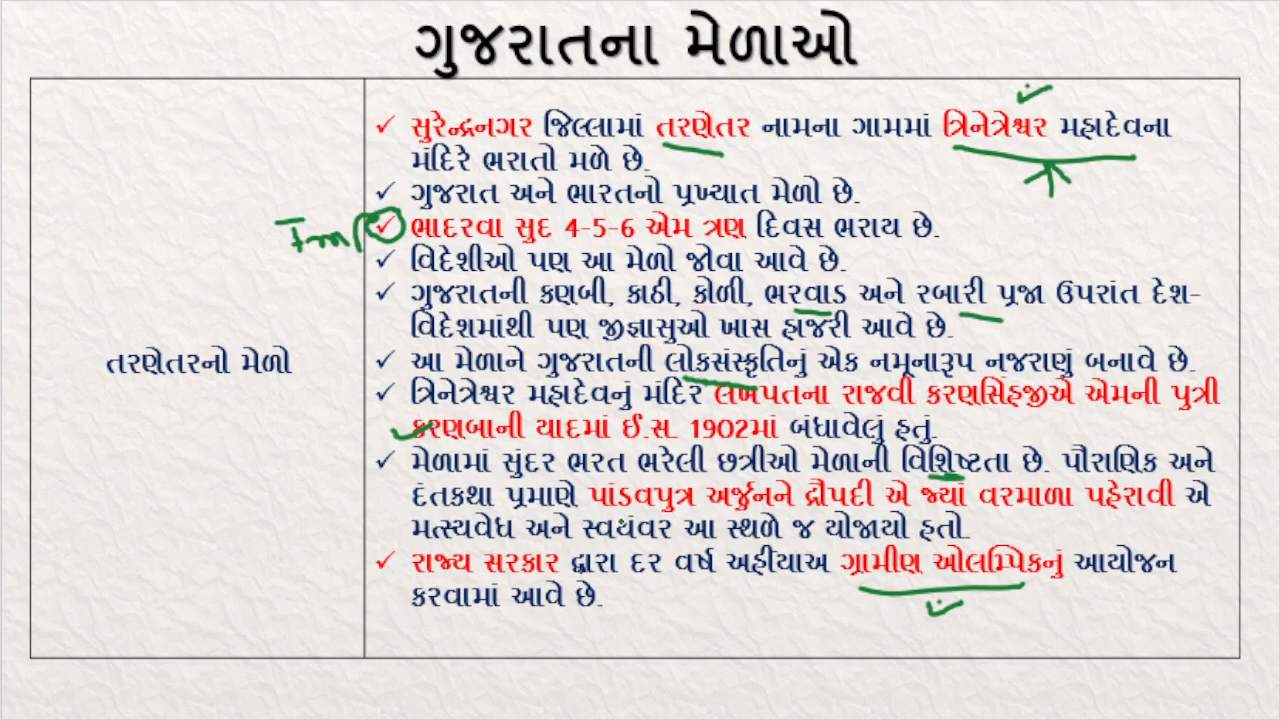 ગુજરાતના મેળાઓ
તરણેતરનો મેળો
✓ સુરેન્દ્રનગર જિલ્લામાં તરણેતર નામના ગામમાં ત્રિનેત્રેશ્વર મહાદેવના
મંદિરે ભરાતો મળે છે.
✓ ગુજરાત અને ભારતનો પ્રખ્યાત મેળો છે.
Imp
✓ ભાદરવા સુદ 4-5-6 એમ ત્રણ દિવસ ભરાય છે.
✓ વિદેશીઓ પણ આ મેળો જોવા આવે છે.
✓ ગુજરાતની કણબી, કાઠી, કોળી, ભરવાડ અને રબારી પ્રજા ઉપરાંત દેશ-
વિદેશમાંથી પણ જીજ્ઞાસુઓ ખાસ હાજરી આવે છે.
✓ આ મેળાને ગુજરાતની લોકસંસ્કૃતિનું એક નમૂનારૂપ નજરાણું બનાવે છે.
✓ ત્રિનેત્રેશ્વર મહાદેવનું મંદિર લખપતના રાજવી કરણસિંહજીએ એમની પુત્રી
કરણબાની યાદમાં ઈ.સ. 1902માં બંધાવેલું હતું.
✓ મેળામાં સુંદર ભરત ભરેલી છત્રીઓ મેળાની વિશિષ્ટતા છે. પૌરાણિક અને
દંતકથા પ્રમાણે પાંડવપુત્ર અર્જુનને દ્રૌપદી એ જ્યાં વરમાળા પહેરાવી એ
મત્સ્યવેધ અને સ્વયંવર આ સ્થળે જ યોજાયો હતો.
✓ રાજ્ય સરકાર દ્વારા દર વર્ષ અહીંયાઅ ગ્રામીણ ઓલમ્પિકનું આયોજન
કરવામાં આવે છે.